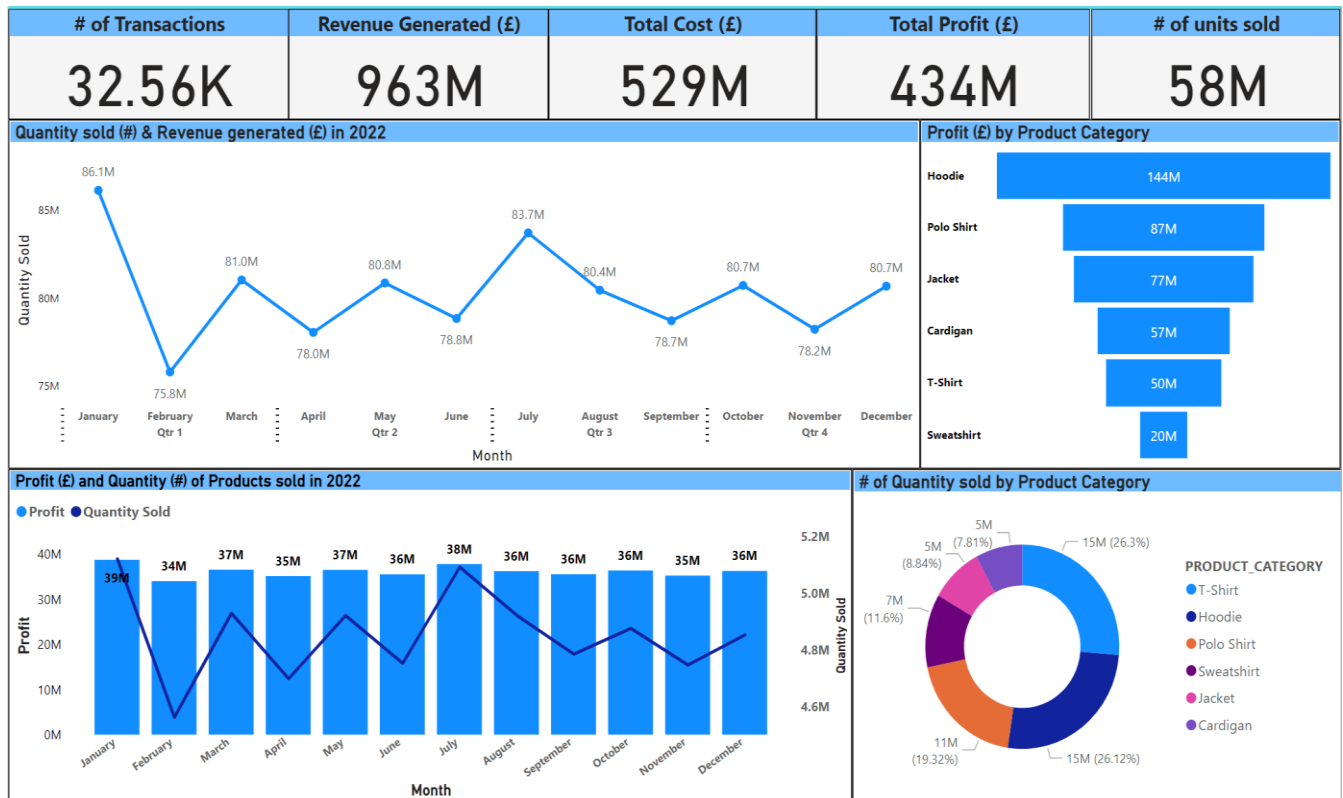 # of Transactions
32.56K
Revenue Generated (£)
963M
Total Cost (£)
529M
Total Profit (£)
434M
# of units sold
58M
Quantity sold (#) & Revenue generated (£) in 2022
Quantity Sold
85M
80M
75M
86.1M
75.8M
81.0M
78.0M
80.8M
78.8M
83.7M
80.4M
78.7M
80.7M
78.2M
80.7M
January February March April May June July August September October November December
Qtr 1 Qtr 2 Qtr 3 Qtr 4
Month
Profit (£) by Product Category
Hoodie 144M
Polo Shirt 87M
Jacket 77M
Cardigan 57M
T-Shirt 50M
Sweatshirt 20M
Profit (£) and Quantity (#) of Products sold in 2022
Profit Quantity Sold
Profit
40M
30M
20M
10M
0M
39M 34M 37M 35M 37M 36M 38M 36M 36M 36M 35M 36M
5.2M
5.0M
4.8M
4.6M
Quantity Sold
January February March April May June July August September October November December
Month
# of Quantity sold by Product Category
15M (26.3%)
15M (26.12%)
11M
(19.32%)
7M
(11.6%)
5M
(8.84%)
5M
(7.81%)
PRODUCT_CATEGORY
T-Shirt
Hoodie
Polo Shirt
Sweatshirt
Jacket
Cardigan